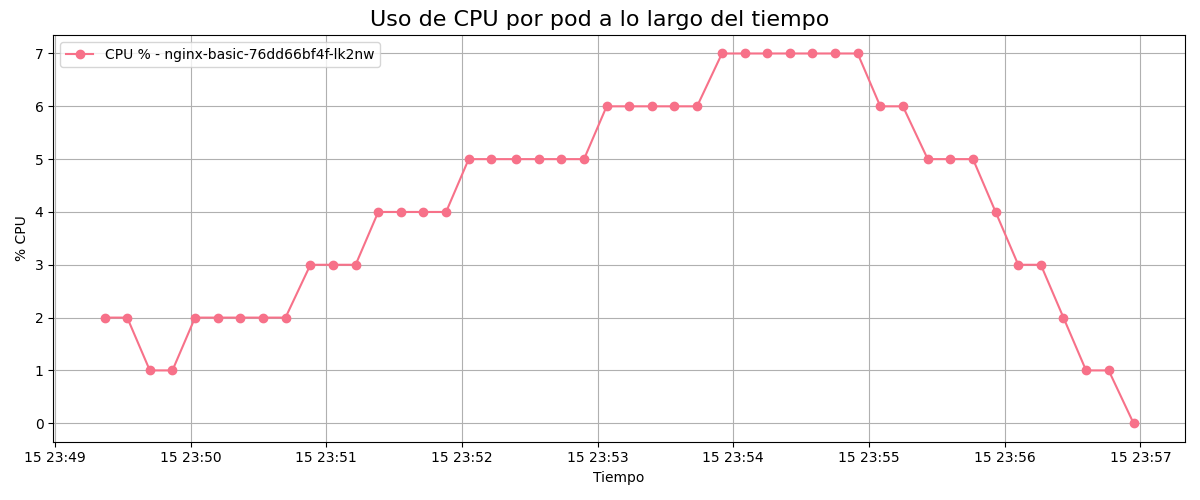 Uso de CPU por pod a lo largo del tiempo
CPU % - nginx-basic-76dd66bf4f-lk2nw
% CPU
7
6
5
4
3
2
1
0
15 23:49 15 23:50 15 23:51 15 23:52 15 23:53 15 23:54 15 23:55 15 23:56 15 23:57
Tiempo